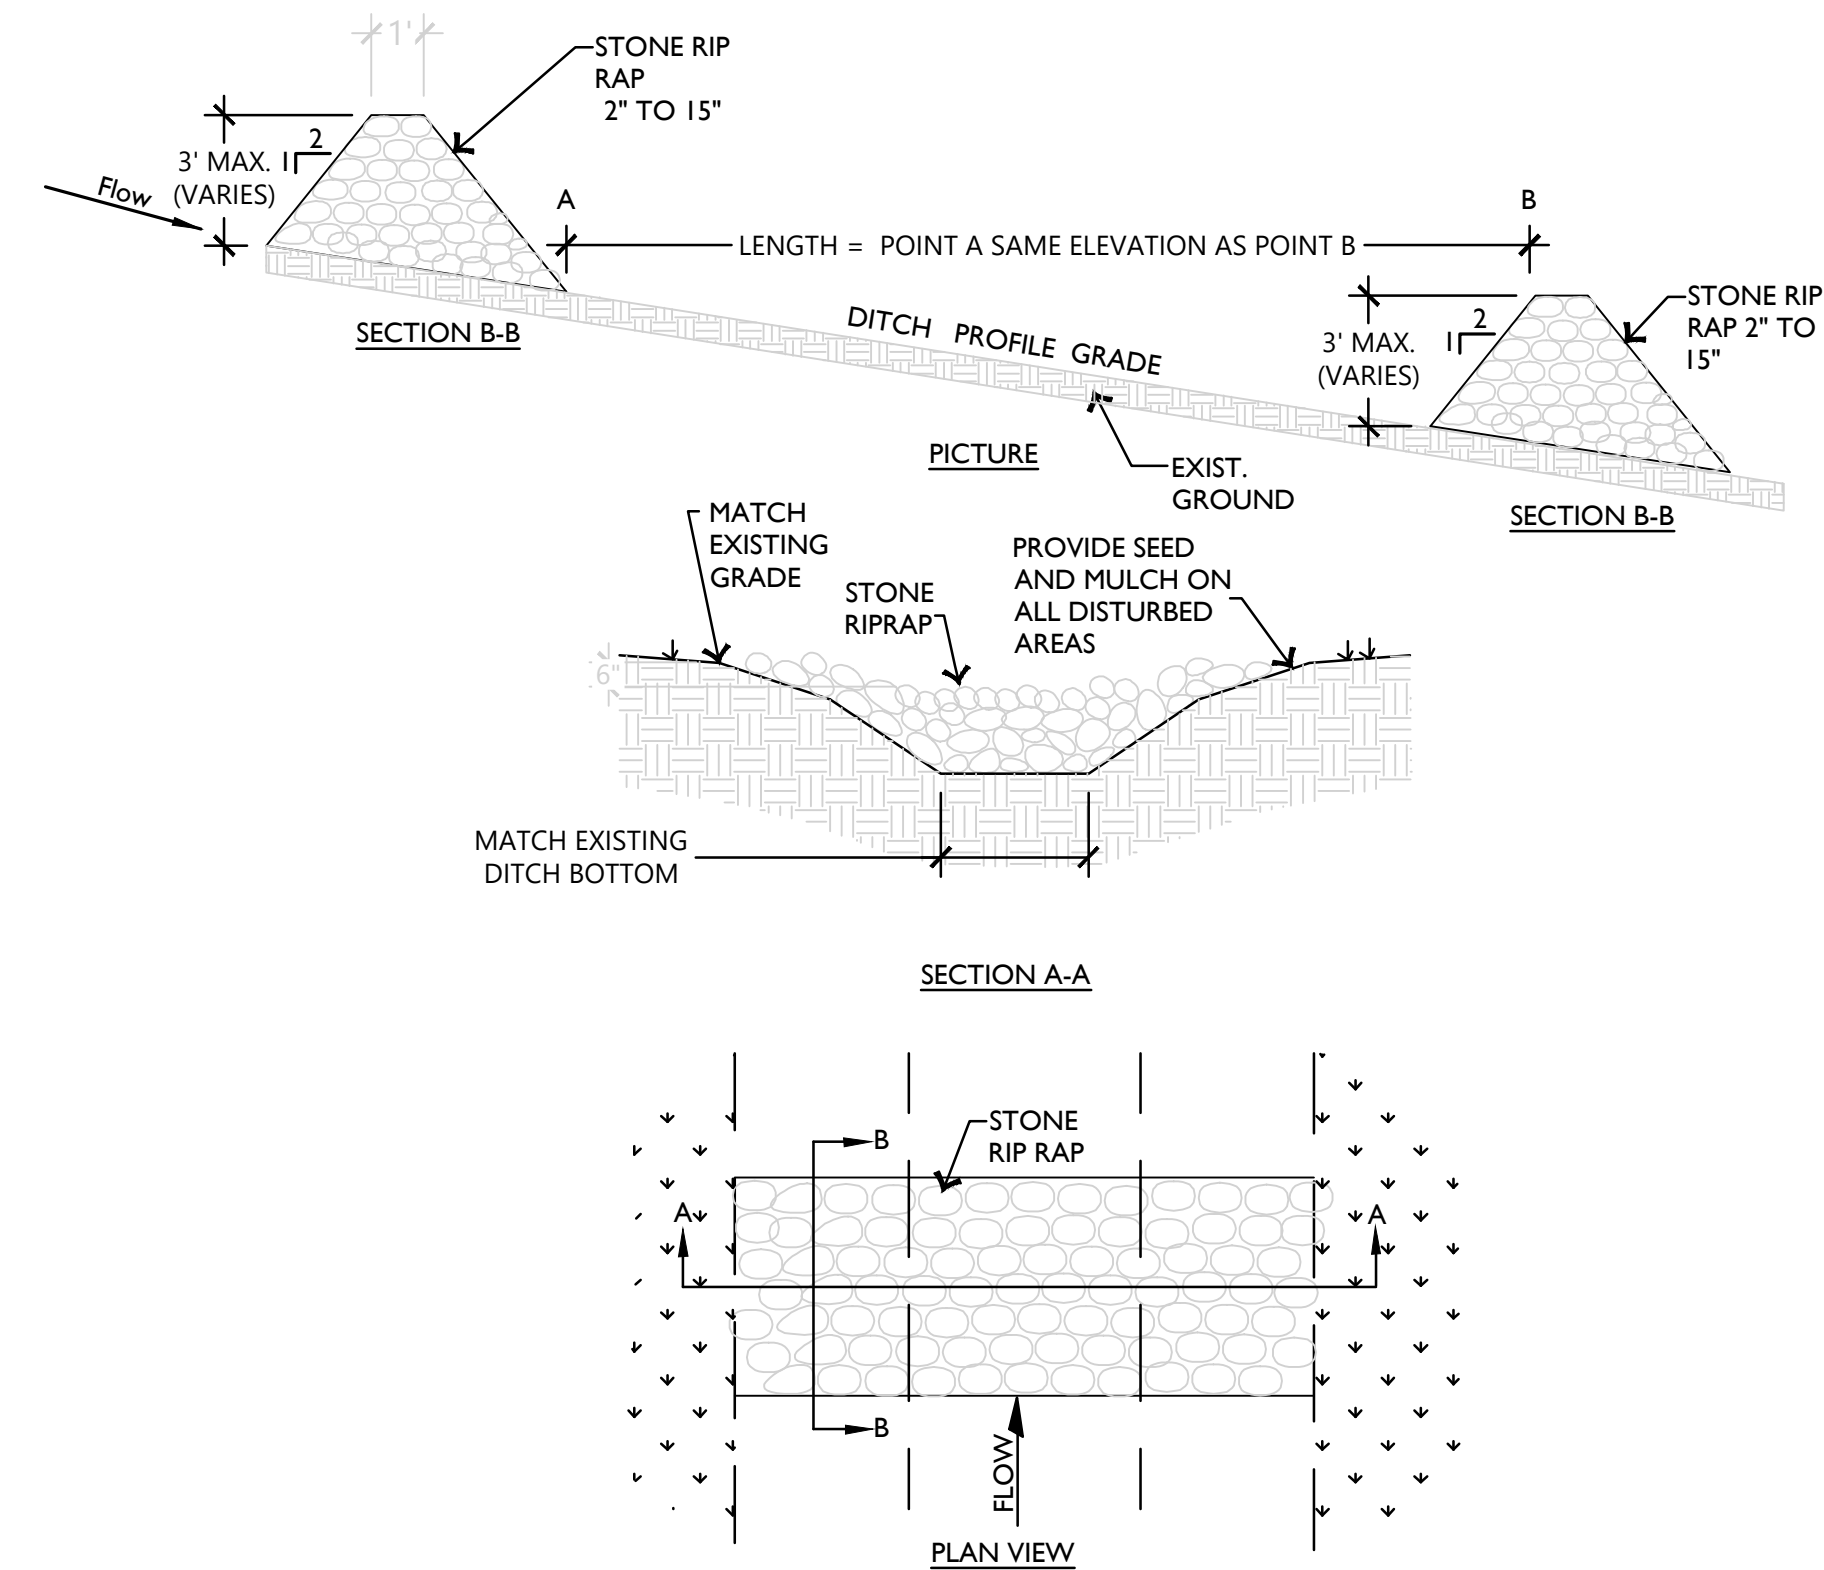 1'
STONE RIP
RAP
2" TO 15"
2
1
3' MAX.
(VARIES)
Flow
A
B
LENGTH = POINT A SAME ELEVATION AS POINT B
SECTION B-B
DITCH PROFILE GRADE
2
1
3' MAX.
(VARIES)
STONE RIP
RAP 2" TO
15"
PICTURE
EXIST.
GROUND
SECTION B-B
MATCH
EXISTING
GRADE
STONE
RIPRAP
PROVIDE SEED
AND MULCH ON
ALL DISTURBED
AREAS
6"
MATCH EXISTING
DITCH BOTTOM
SECTION A-A
STONE
RIP RAP
B
A
A
B
FLOW
PLAN VIEW